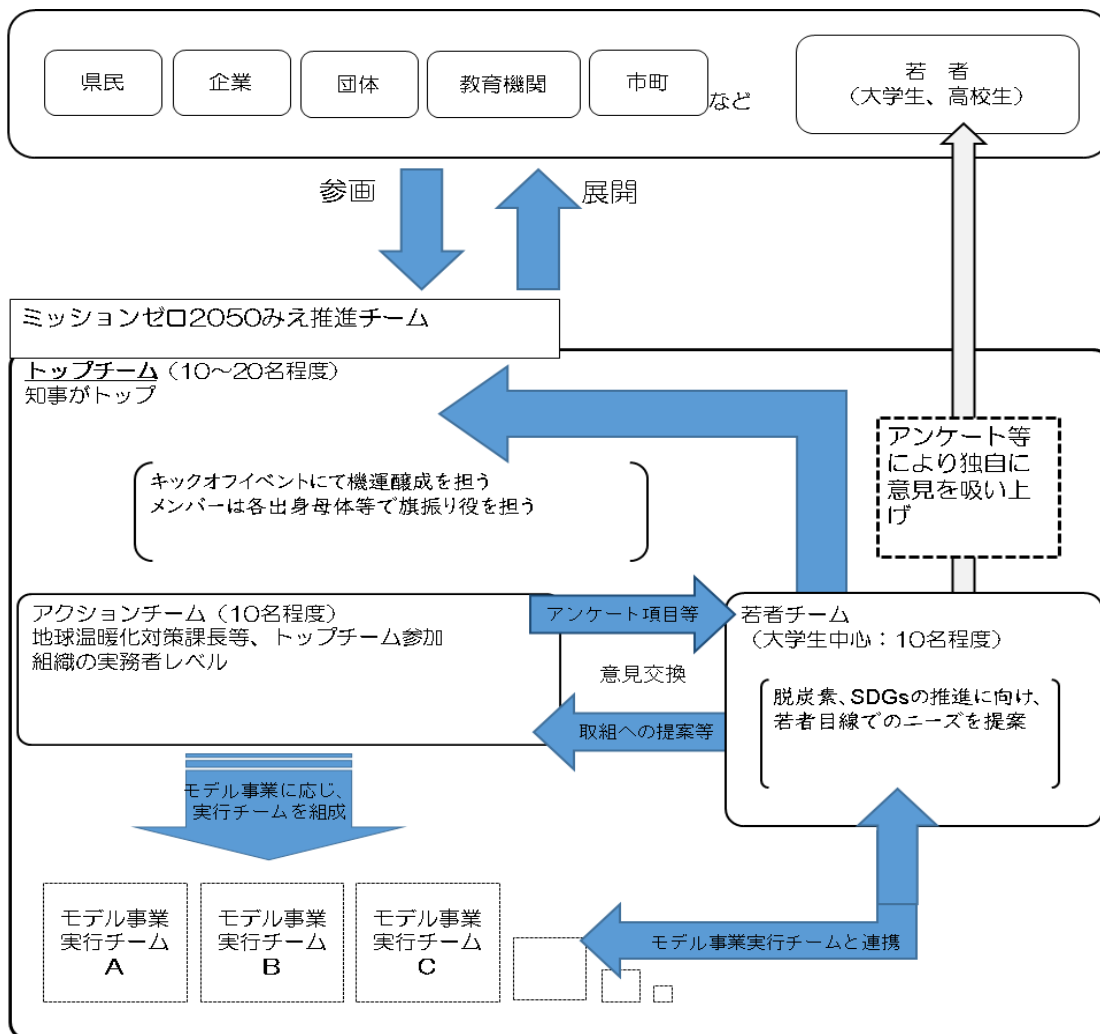 県民
企業
団体
教育機関
市町
など
若　者
（大学生、高校生）
参画
展開
ミッションゼロ2050みえ推進チーム
トップチーム（10～20名程度）
知事がトップ
キックオフイベントにて機運醸成を担う
メンバーは各出身母体等で旗振り役を担う
アンケート等
により独自に
意見を吸い上
げ
アクションチーム（10名程度）
地球温暖化対策課長等、トップチーム参加
組織の実務者レベル
アンケート項目等
意見交換
取組への提案等
若者チーム
（大学生中心：10名程度）
脱炭素、SDGsの推進に向け、
若者目線でのニーズを提案
モデル事業に応じ、
実行チームを組成
モデル事業
実行チーム
A
モデル事業
実行チーム
B
モデル事業
実行チーム
C
モデル事業実行チームと連携